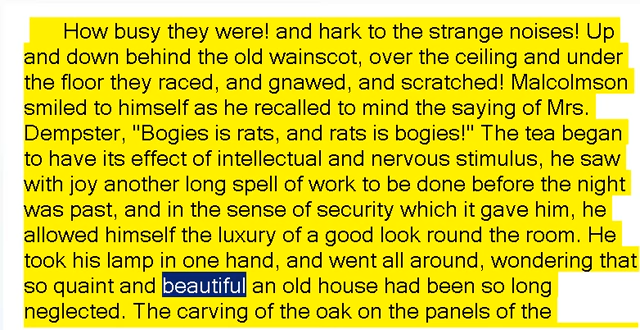 How busy they were! and hark to the strange noises! Up
and down behind the old wainscot, over the ceiling and under
the floor they raced, and gnawed, and scratched! Malcolmson
smiled to himself as he recalled to mind the saying of Mrs.
Dempster, "Bogies is rats, and rats is bogies!" The tea began
to have its effect of intellectual and nervous stimulus, he saw
with joy another long spell of work to be done before the night
was past, and in the sense of security which it gave him, he
allowed himself the luxury of a good look round the room. He
took his lamp in one hand, and went all around, wondering that
so quaint and beautiful an old house had been so long
neglected. The carving of the oak on the panels of the